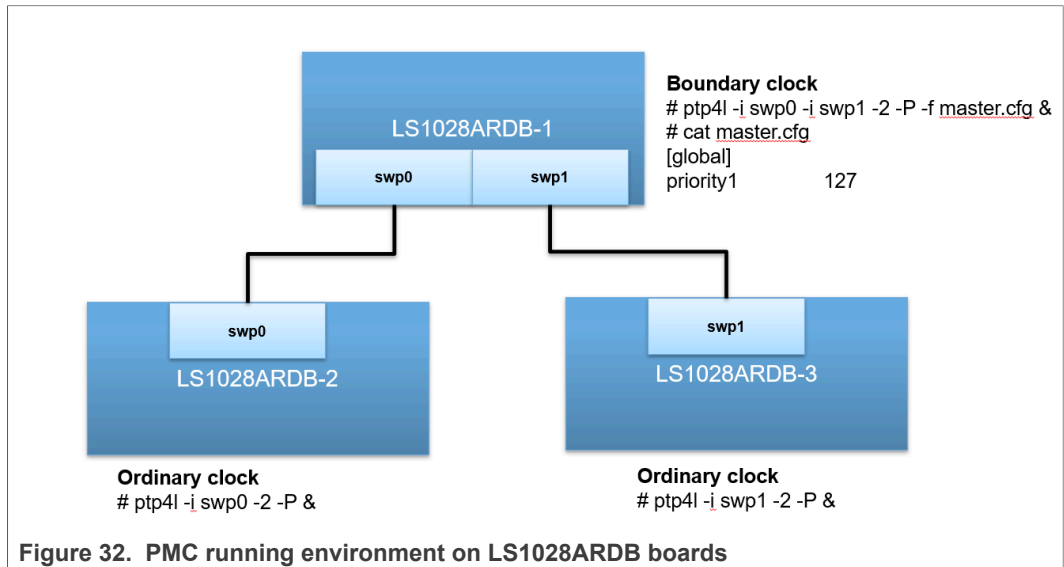 LS1028ARDB-1
swp0
swp1
Boundary clock
# ptp4l -i swp0 -i swp1 -2 -P -f master.cfg &
# cat master.cfg
[global]
priority1 127
swp0
LS1028ARDB-2
swp1
LS1028ARDB-3
Ordinary clock
# ptp4l -i swp0 -2 -P &
Ordinary clock
# ptp4l -i swp1 -2 -P &
Figure 32. PMC running environment on LS1028ARDB boards